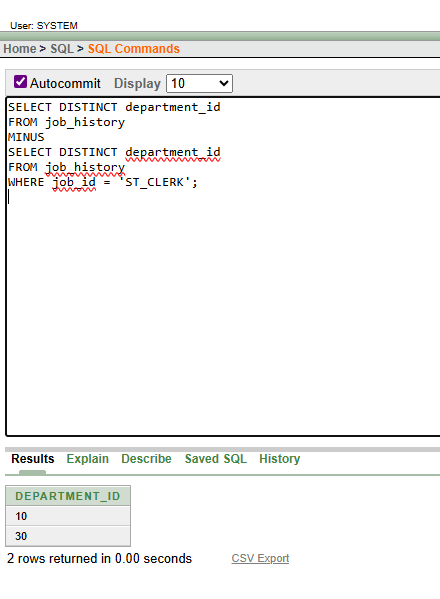 User: SYSTEM
Home > SQL > SQL Commands
Autocommit Display 10
SELECT DISTINCT department_id
FROM job_history
MINUS
SELECT DISTINCT department_id
FROM job_history
WHERE job_id = 'ST_CLERK';
Results Explain Describe Saved SQL History
DEPARTMENT_ID
10
30
2 rows returned in 0.00 seconds CSV Export